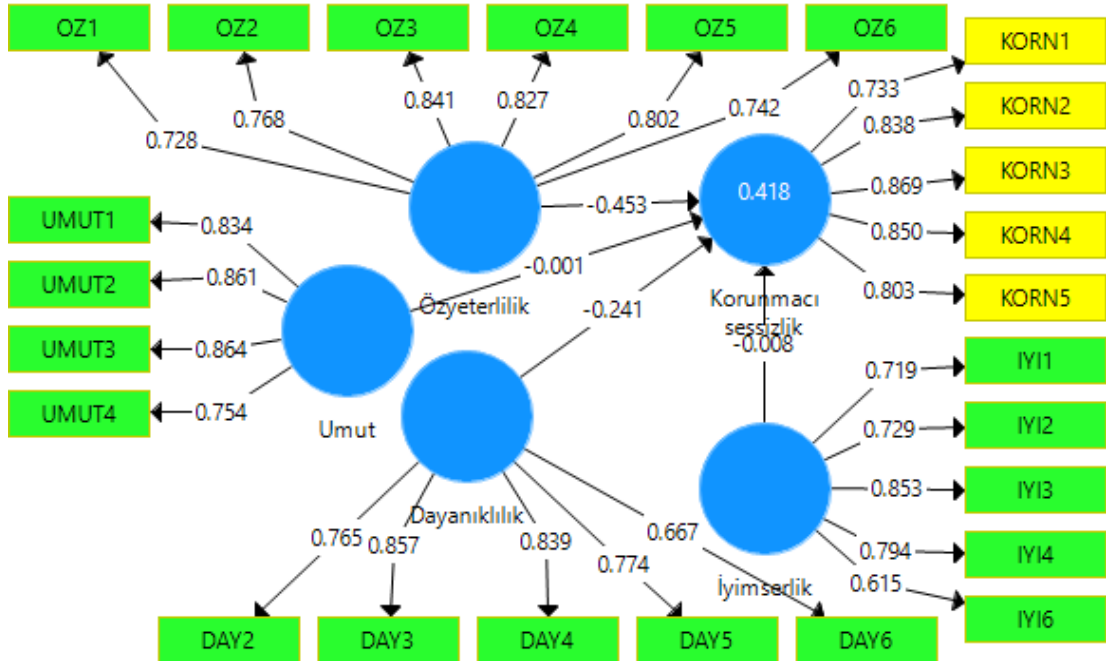 OZ1
OZ2
OZ3
OZ4
OZ5
OZ6
KORN1
KORN2
KORN3
KORN4
KORN5
0.728
0.768
0.841
0.827
0.802
0.742
0.733
0.838
0.869
0.850
0.803
0.418
-0.453
-0.001
-0.241
-0.008
Özyeterlilik
Korunmacı
sessizlik
UMUT1
UMUT2
UMUT3
UMUT4
0.834
0.861
0.864
0.754
Umut
Dayanıklılık
0.765
0.857
0.839
0.774
0.667
DAY2
DAY3
DAY4
DAY5
DAY6
İyimserlik
0.719
0.729
0.853
0.794
0.615
IYI1
IYI2
IYI3
IYI4
IYI6